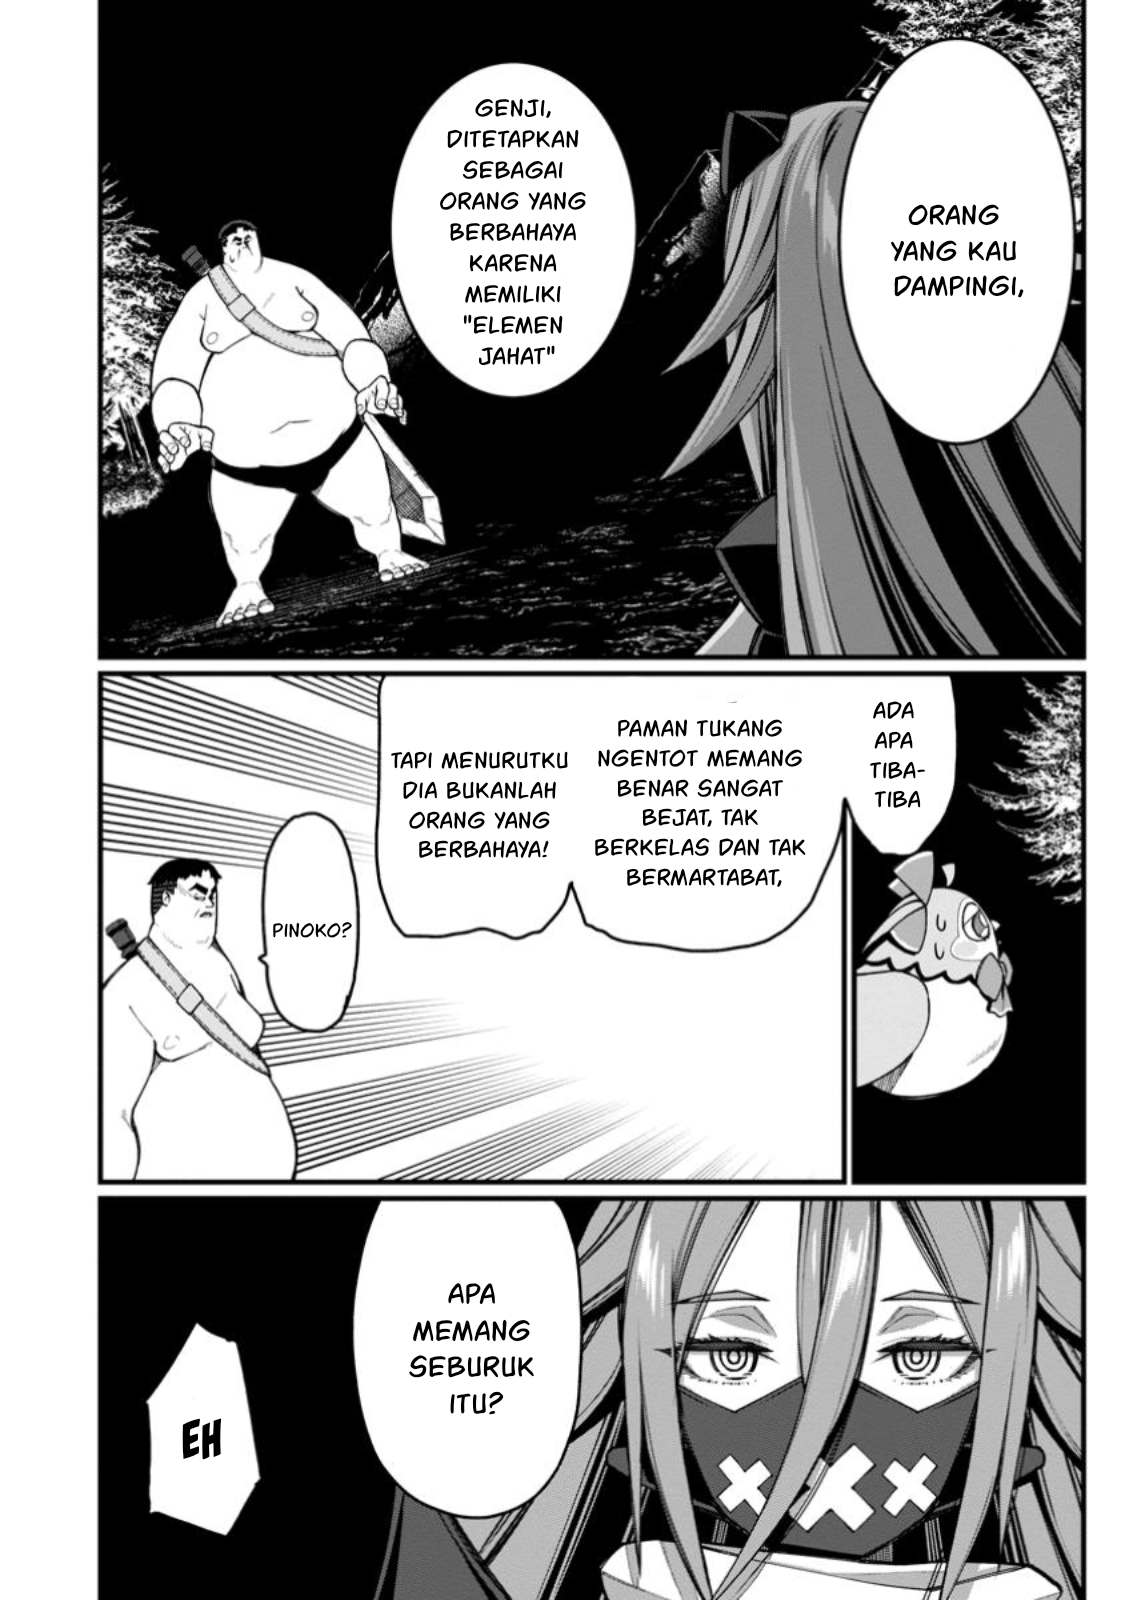 ORANG
YANG KAU
DAMPINGI,
GENJI,
DITETAPKAN
SEBAGAI
ORANG YANG
BERBAHAYA
KARENA
MEMILIKI
"ELEMEN
JAHAT"
ADA
APA
TIBA-
TIBA
PAMAN TUKANG
NGENTOT MEMANG
BENAR SANGAT
BEJAT, TAK
BERKELAS DAN TAK
BERMARTABAT,
TAPI MENURUTKU
DIA BUKANLAH
ORANG YANG
BERBAHAYA!
PINOKO?
APA
MEMANG
SEBURUK
ITU?
EH